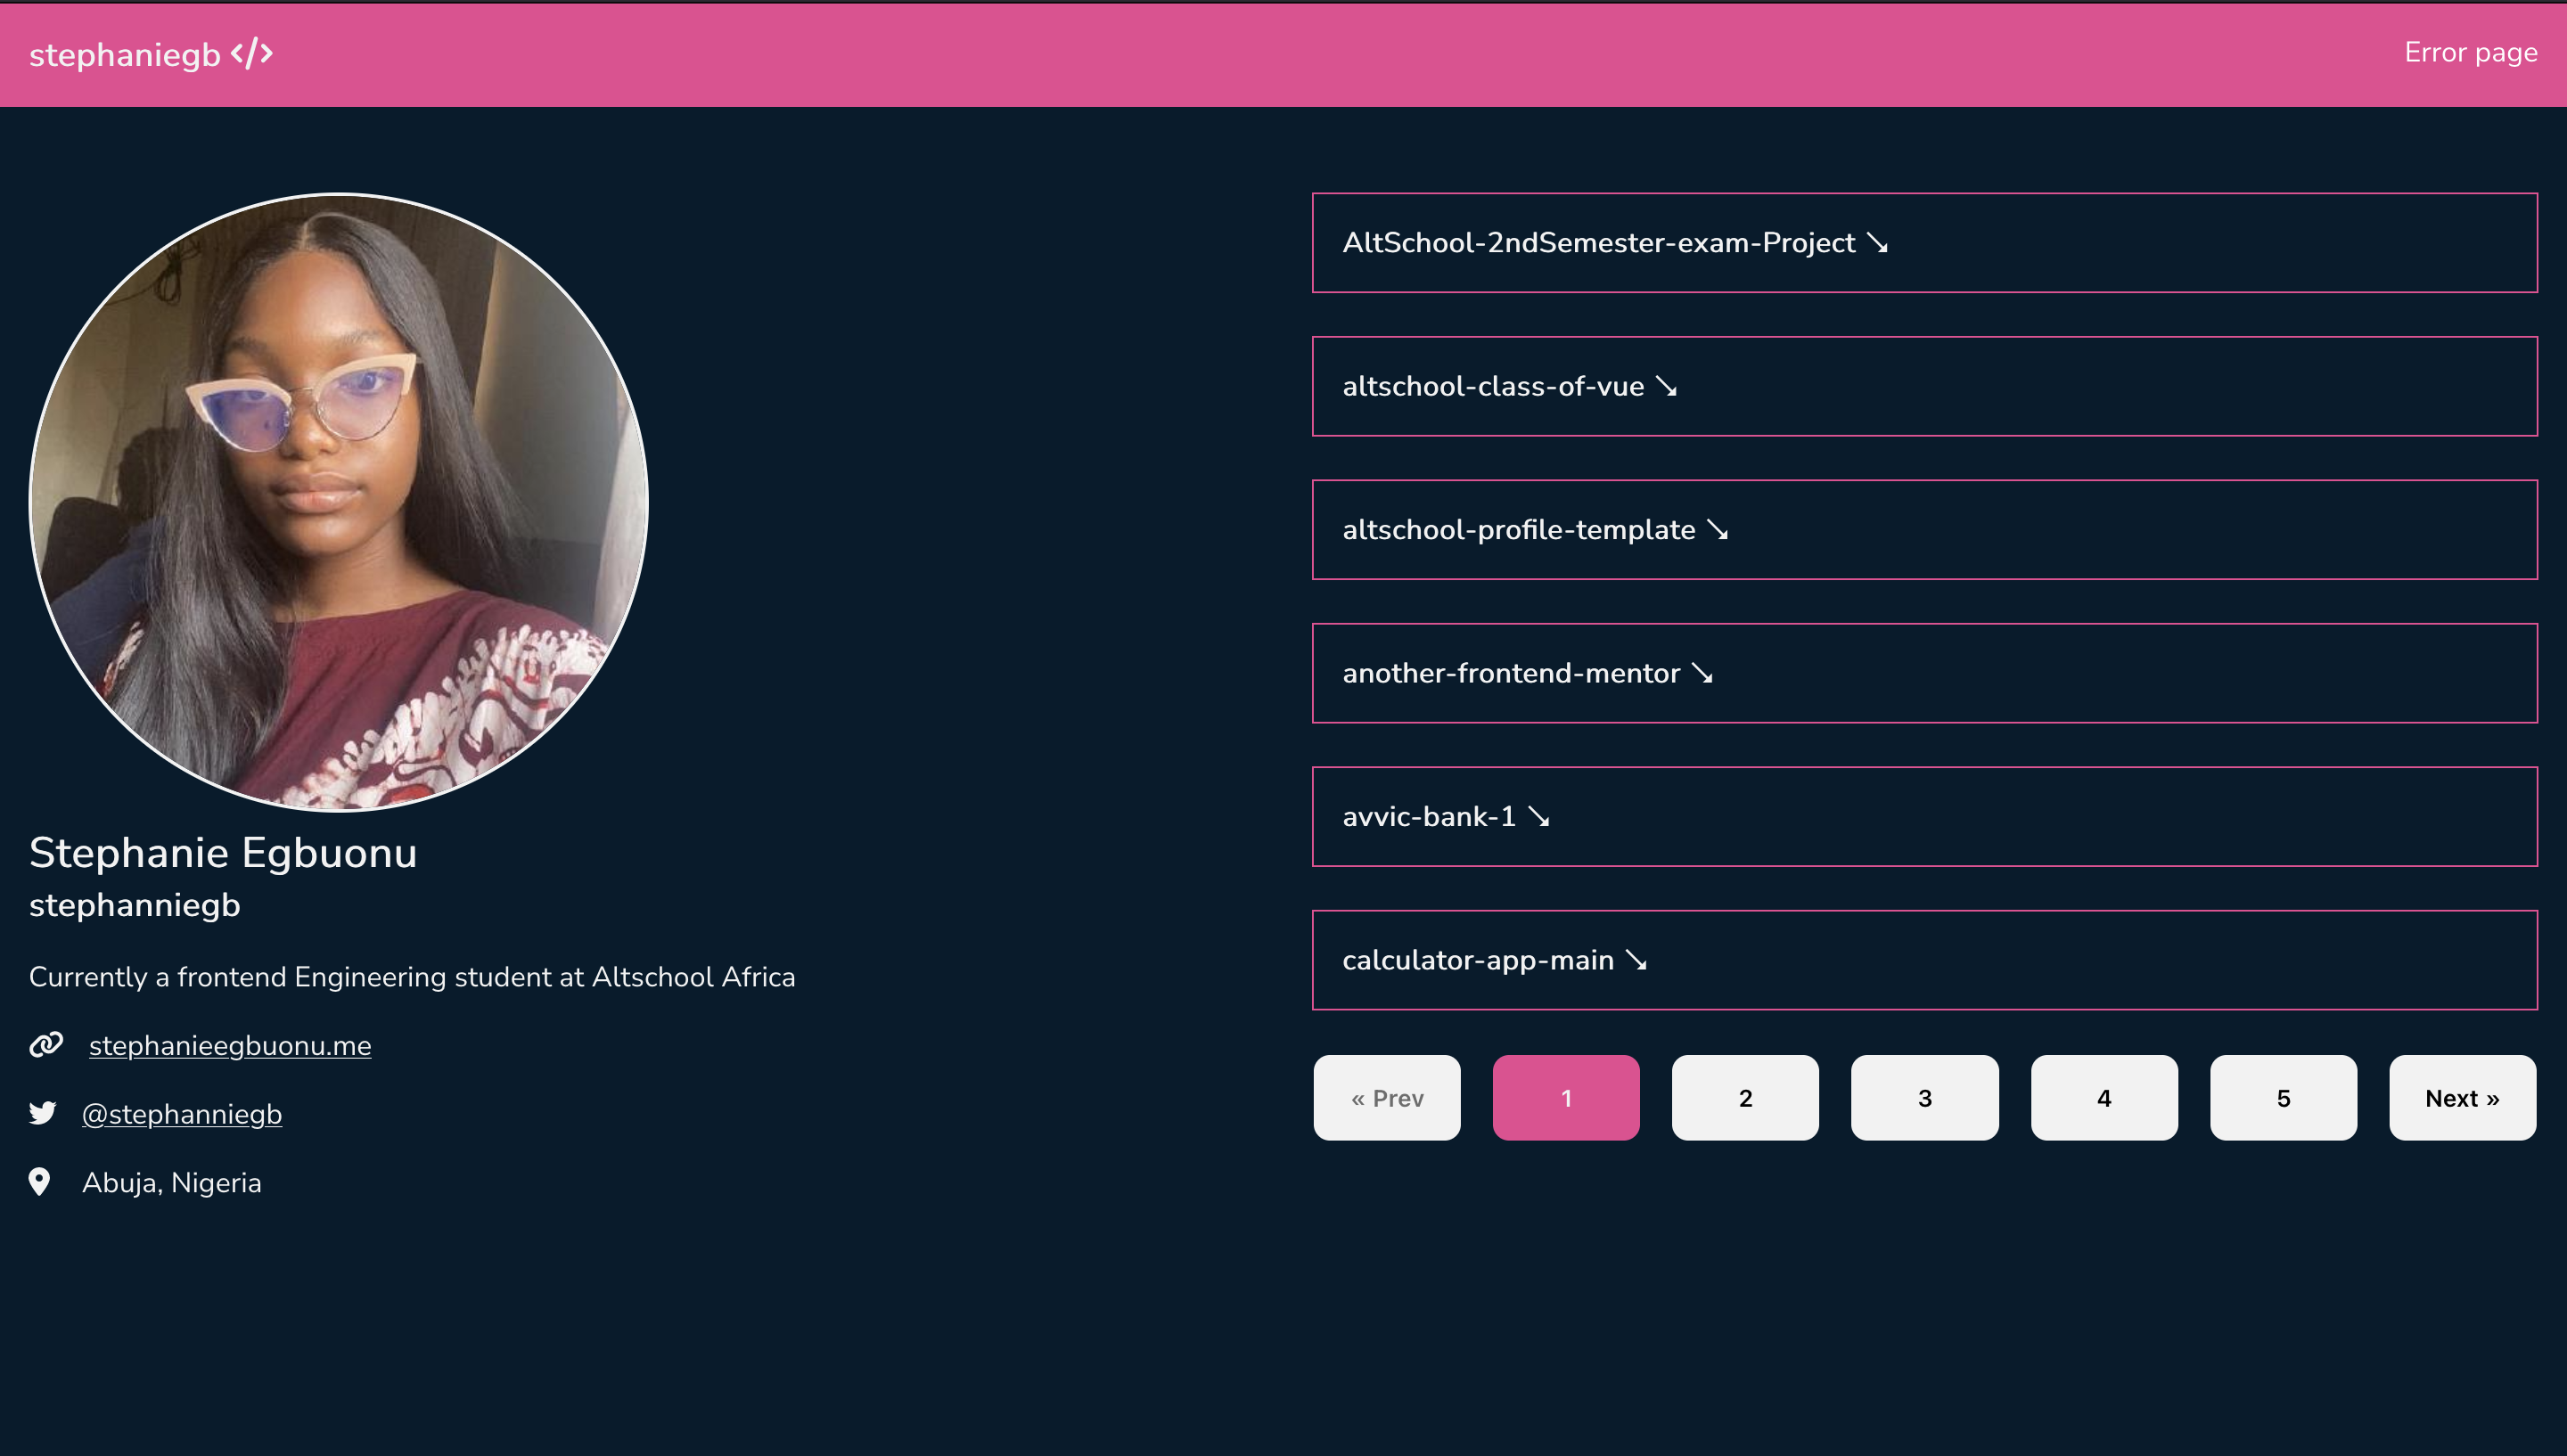 stephaniegb </>
Error page
Stephanie Egbuonu
stephanniegb
Currently a frontend Engineering student at Altschool Africa
stephanieegbuonu.me
@stephanniegb
Abuja, Nigeria
AltSchool-2ndSemester-exam-Project ↘
altschool-class-of-vue ↘
altschool-profile-template ↘
another-frontend-mentor ↘
avvic-bank-1 ↘
calculator-app-main ↘
« Prev 1 2 3 4 5 Next »